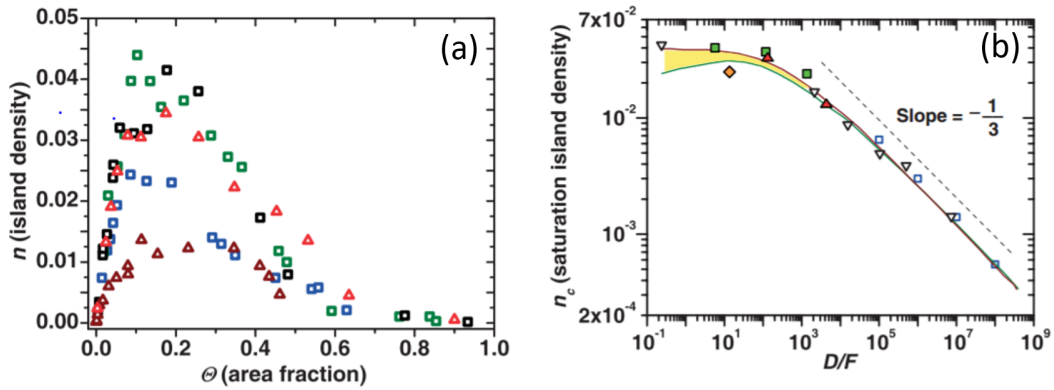 (a)
0.05
0.04
0.03
0.02
0.01
0.00
n (island density)
0.0 0.2 0.4 0.6 0.8 1.0
Θ (area fraction)
(b)
7x10⁻²
10⁻²
10⁻³
2x10⁻⁴
n_c (saturation island density)
Slope = -1/3
10⁻¹ 10¹ 10³ 10⁵ 10⁷ 10⁹
D/F